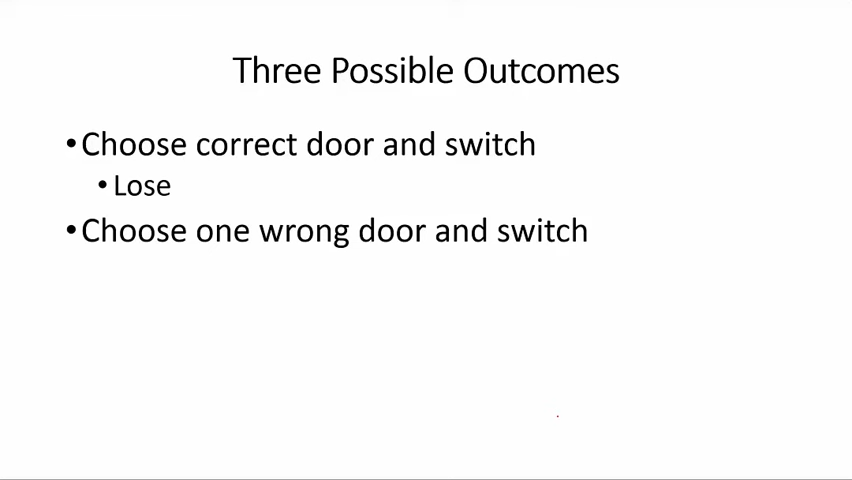 Three Possible Outcomes
•Choose correct door and switch
•Lose
•Choose one wrong door and switch